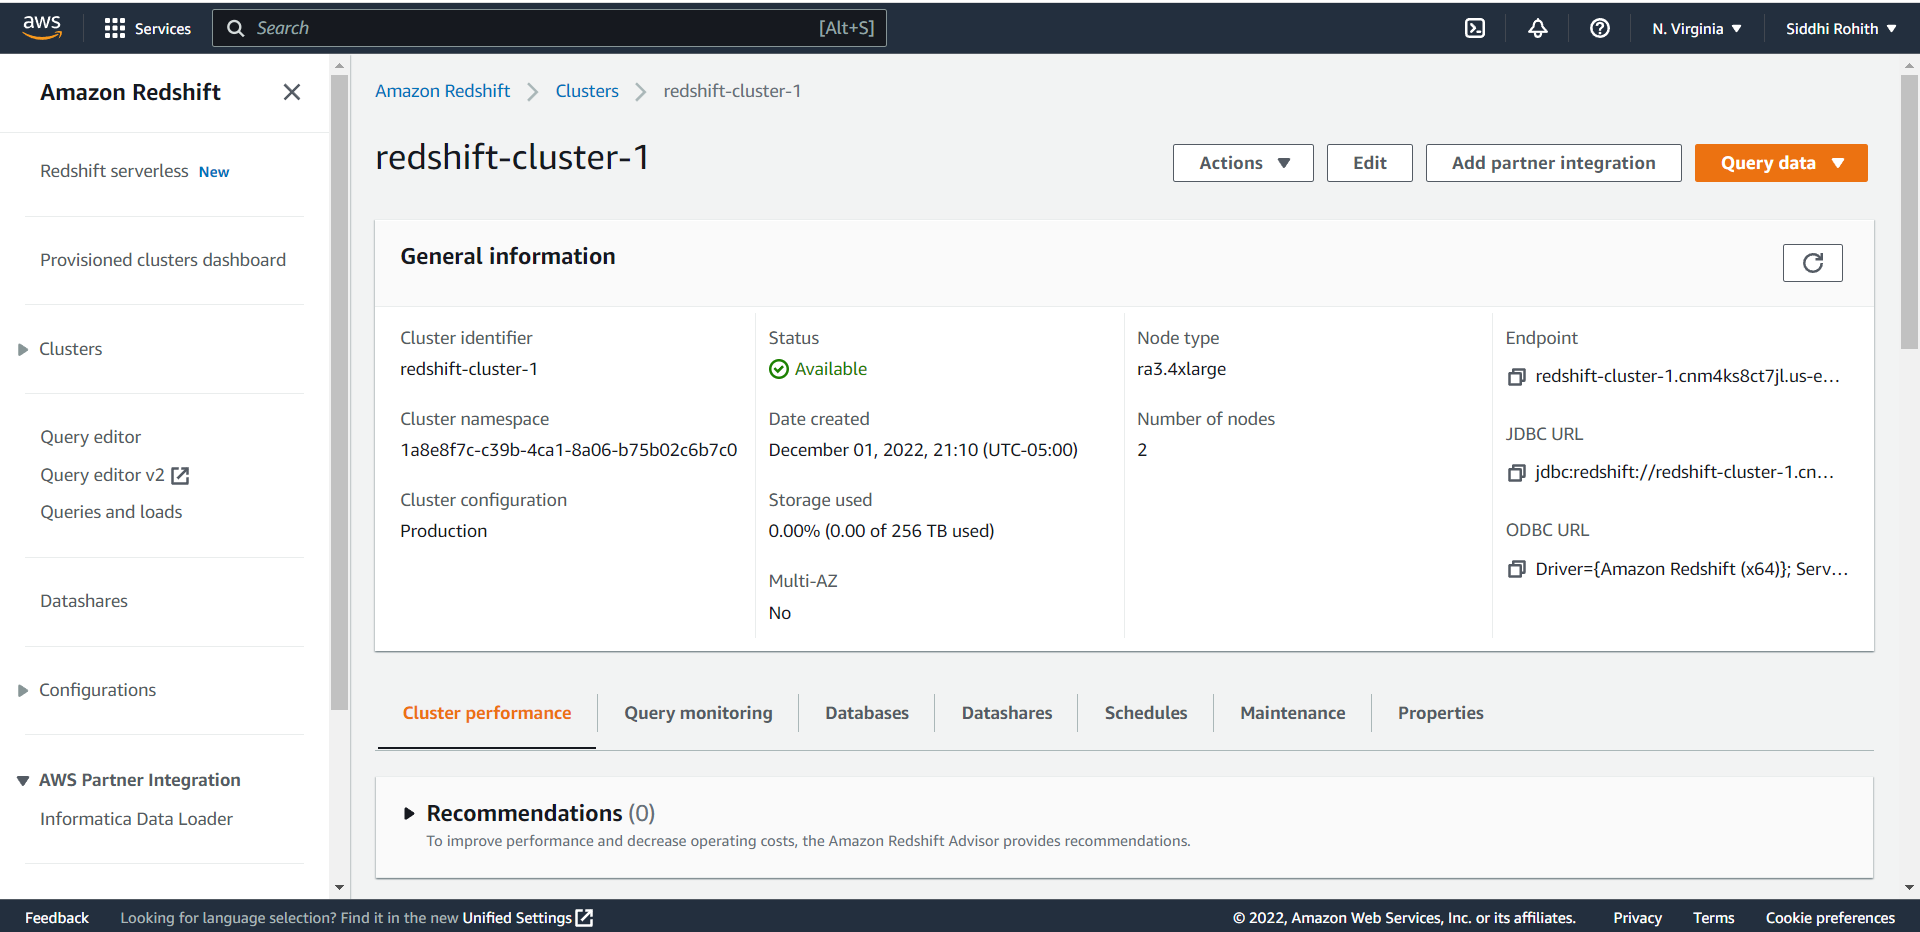 aws
Services
Search
[Alt+S]
N. Virginia
Siddhi Rohith
Amazon Redshift
Redshift serverless New
Provisioned clusters dashboard
Clusters
Query editor
Query editor v2
Queries and loads
Datashares
Configurations
AWS Partner Integration
Informatica Data Loader
Amazon Redshift
Clusters
redshift-cluster-1
redshift-cluster-1
Actions
Edit
Add partner integration
Query data
General information
Cluster identifier
redshift-cluster-1
Cluster namespace
1a8e8f7c-c39b-4ca1-8a06-b75b02c6b7c0
Cluster configuration
Production
Status
Available
Date created
December 01, 2022, 21:10 (UTC-05:00)
Storage used
0.00% (0.00 of 256 TB used)
Multi-AZ
No
Node type
ra3.4xlarge
Number of nodes
2
Endpoint
redshift-cluster-1.cnm4ks8ct7jl.us-e...
JDBC URL
jdbc:redshift://redshift-cluster-1.cn...
ODBC URL
Driver={Amazon Redshift (x64)}; Serv...
Cluster performance
Query monitoring
Databases
Datashares
Schedules
Maintenance
Properties
Recommendations (0)
To improve performance and decrease operating costs, the Amazon Redshift Advisor provides recommendations.
Feedback
Looking for language selection? Find it in the new Unified Settings
© 2022, Amazon Web Services, Inc. or its affiliates.
Privacy
Terms
Cookie preferences